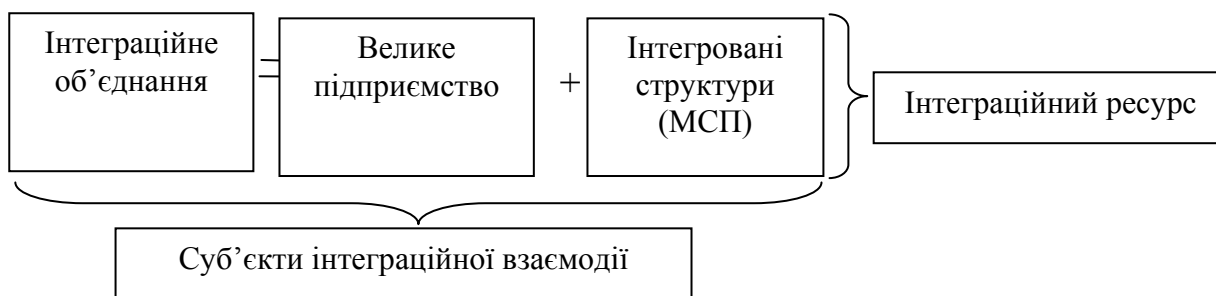 Інтеграційне
об’єднання
=
Велике
підприємство
+
Інтегровані
структури
(МСП)
Інтеграційний ресурс
Суб’єкти інтеграційної взаємодії